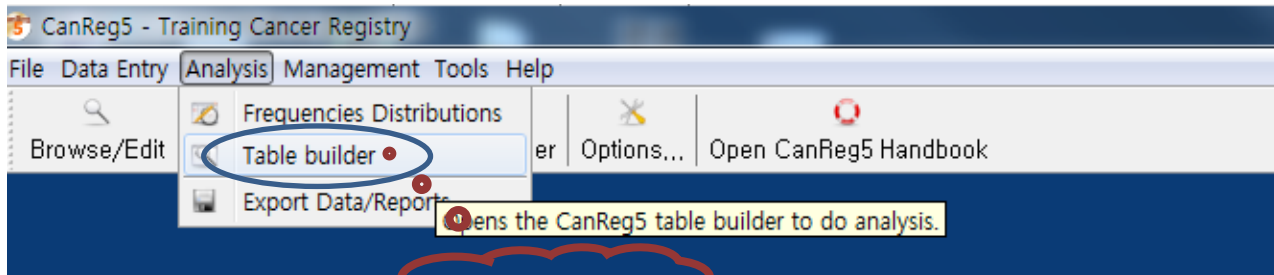 CanReg5 - Training Cancer Registry
File Data Entry Analysis Management Tools Help
Frequencies Distributions
Browse/Edit Table builder er Options... Open CanReg5 Handbook
Export Data/Reports
Opens the CanReg5 table builder to do analysis.